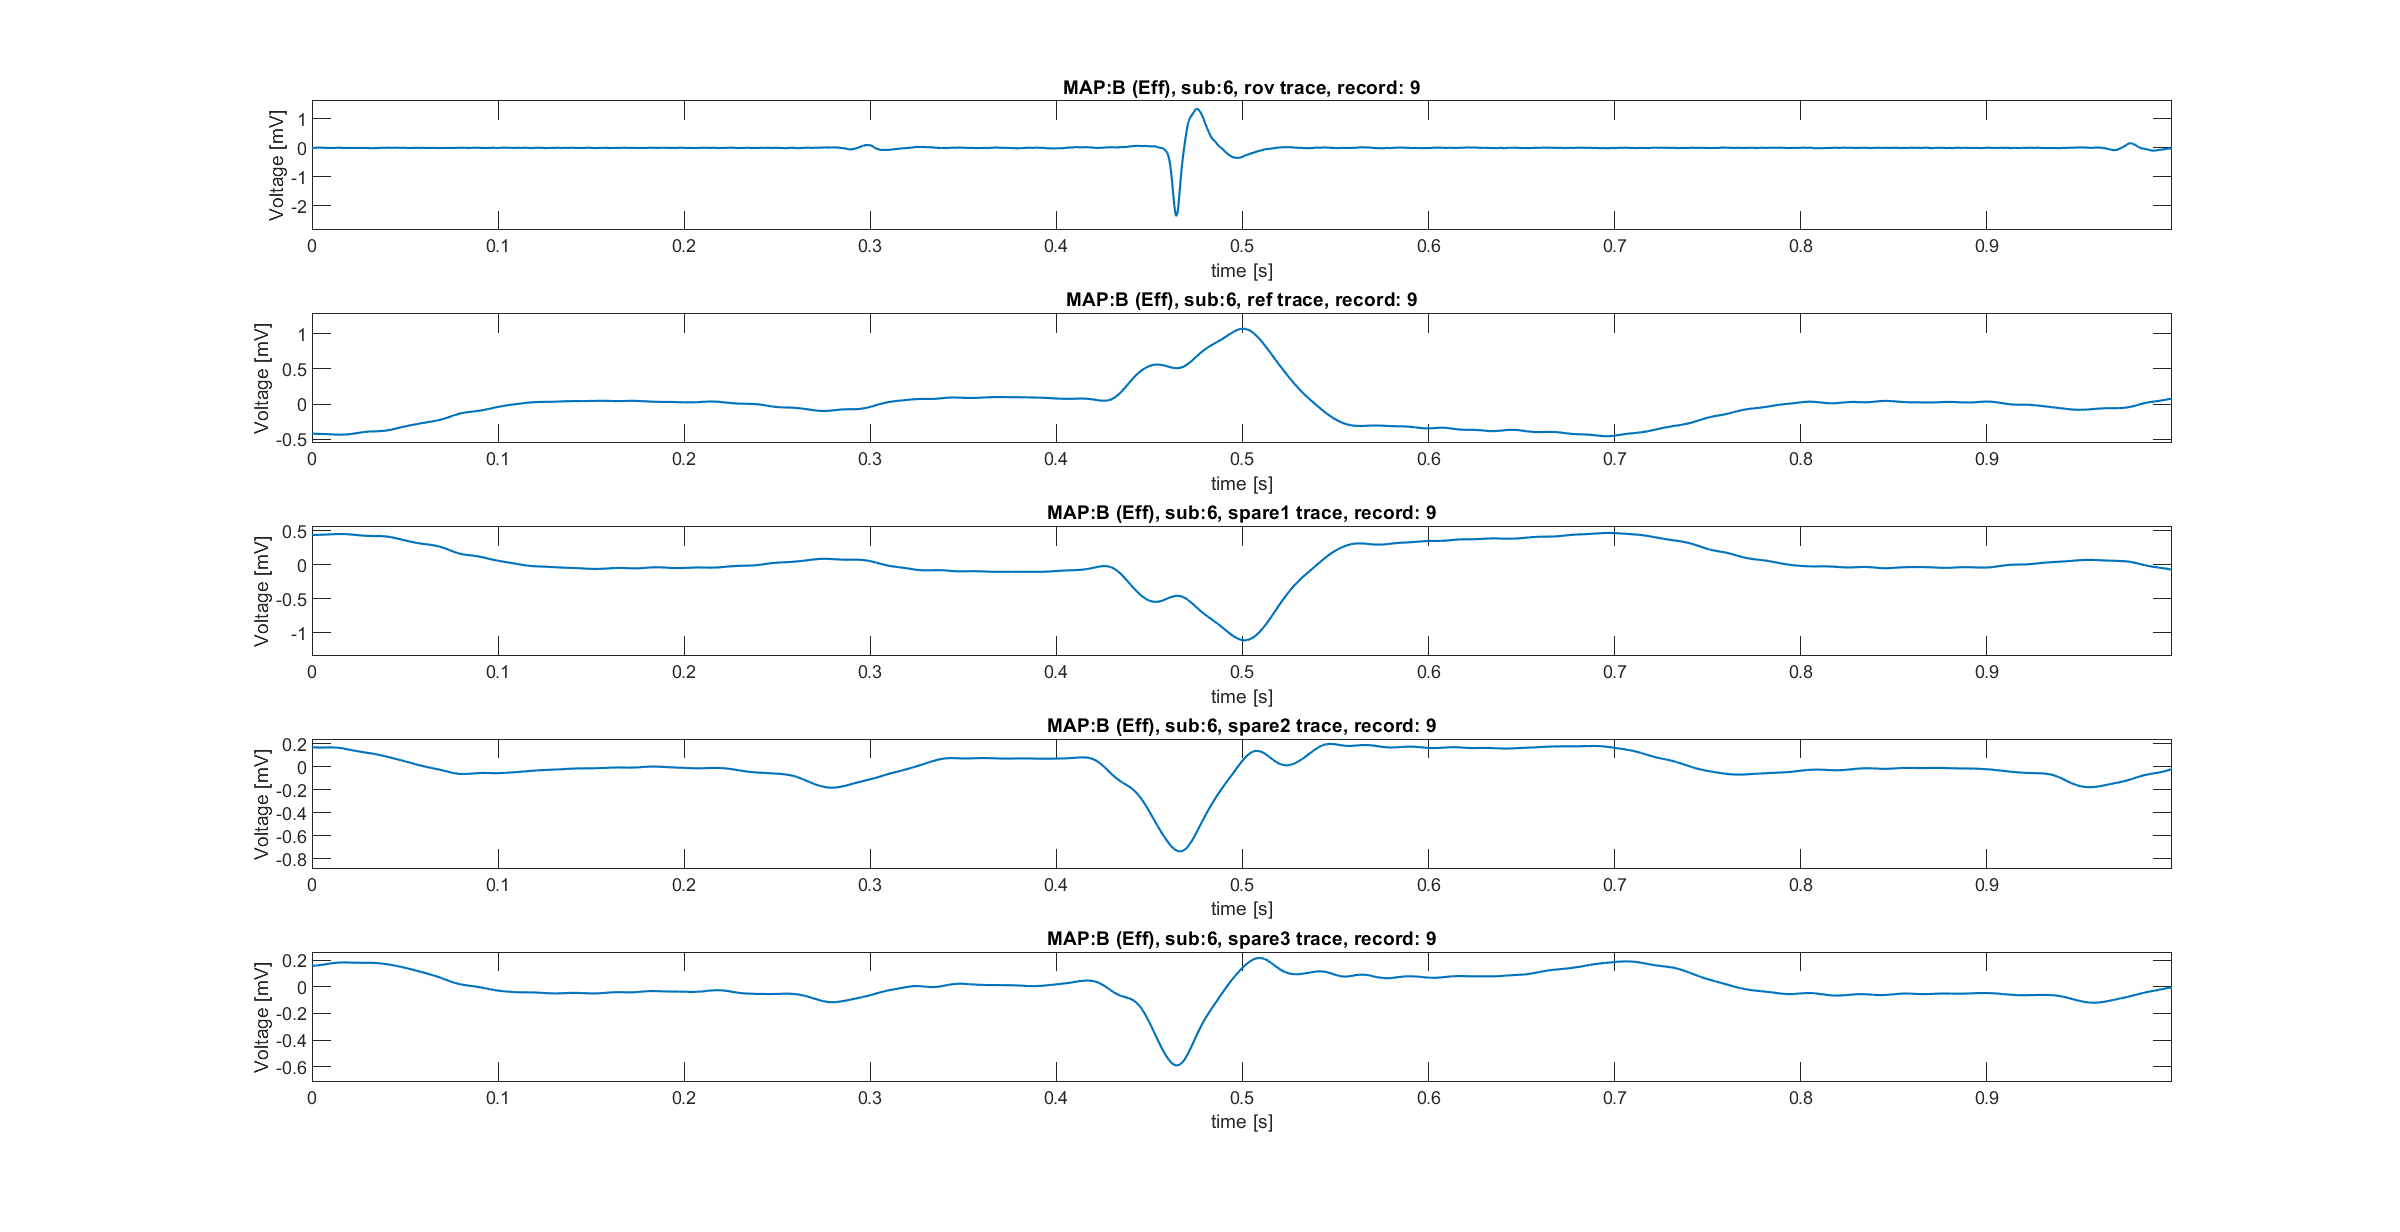 MAP:B (Eff), sub:6, rov trace, record: 9
Voltage [mV]
1
0
-1
-2
0 0.1 0.2 0.3 0.4 0.5 0.6 0.7 0.8 0.9
time [s]
MAP:B (Eff), sub:6, ref trace, record: 9
Voltage [mV]
1
0.5
0
-0.5
0 0.1 0.2 0.3 0.4 0.5 0.6 0.7 0.8 0.9
time [s]
MAP:B (Eff), sub:6, spare1 trace, record: 9
Voltage [mV]
0.5
0
-0.5
-1
0 0.1 0.2 0.3 0.4 0.5 0.6 0.7 0.8 0.9
time [s]
MAP:B (Eff), sub:6, spare2 trace, record: 9
Voltage [mV]
0.2
0
-0.2
-0.4
-0.6
-0.8
0 0.1 0.2 0.3 0.4 0.5 0.6 0.7 0.8 0.9
time [s]
MAP:B (Eff), sub:6, spare3 trace, record: 9
Voltage [mV]
0.2
0
-0.2
-0.4
-0.6
0 0.1 0.2 0.3 0.4 0.5 0.6 0.7 0.8 0.9
time [s]